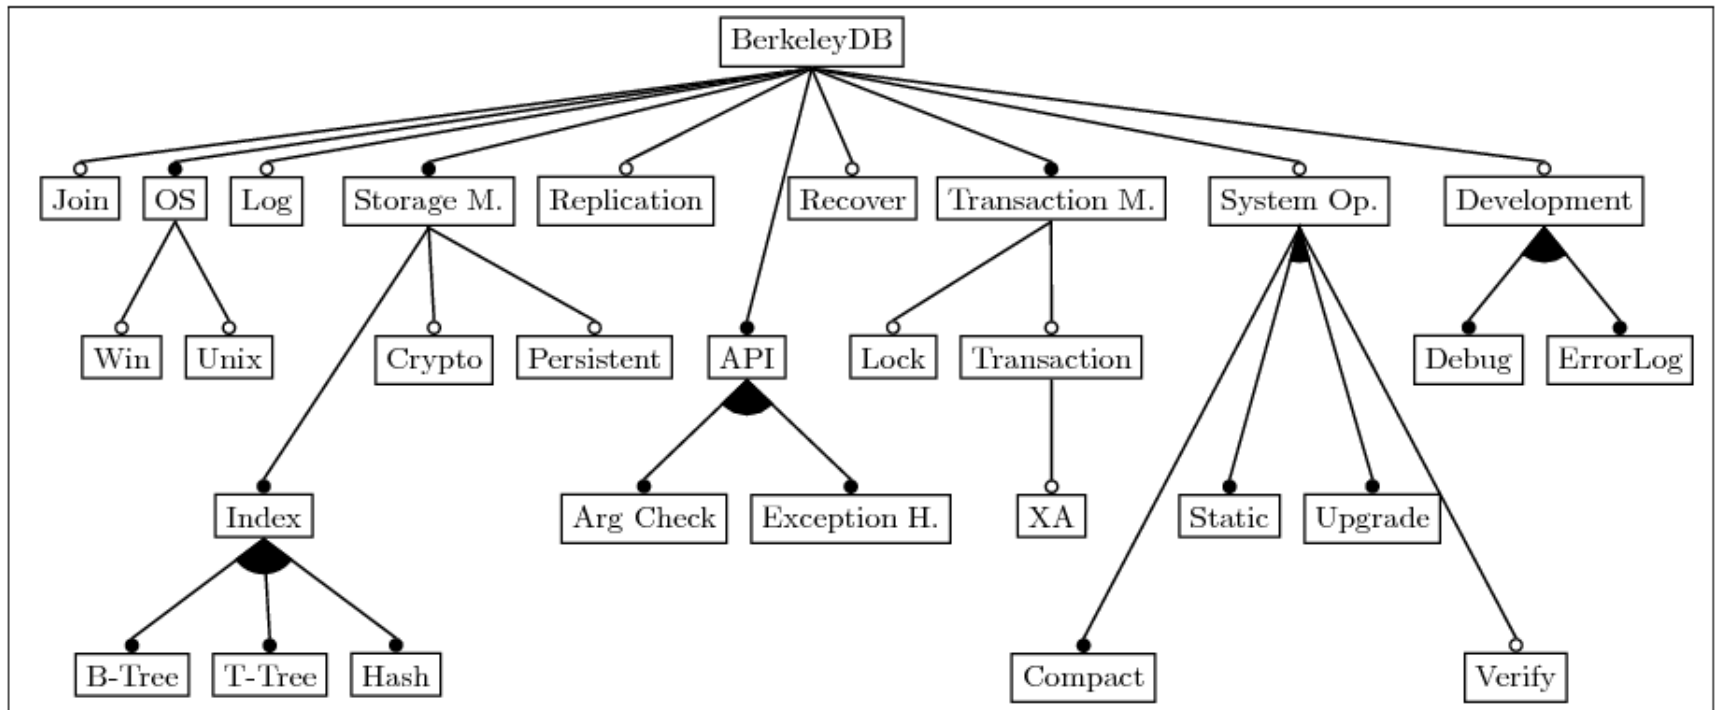 BerkeleyDB
Join OS Log Storage M. Replication Recover Transaction M. System Op. Development
Win Unix Crypto Persistent API Lock Transaction Debug ErrorLog
Index Arg Check Exception H. XA Static Upgrade
B-Tree T-Tree Hash Compact Verify